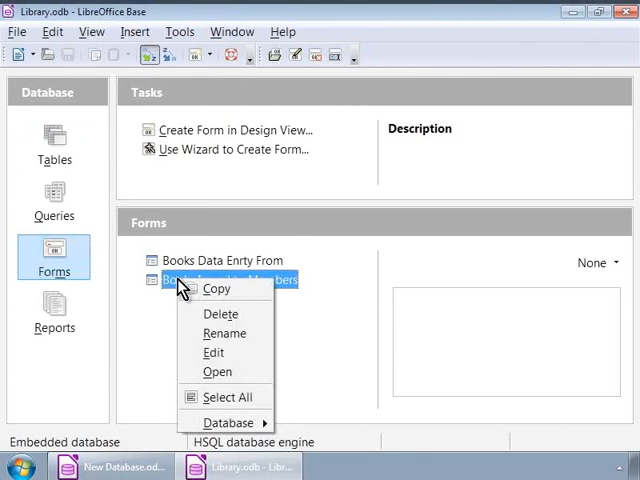 Library.odb - LibreOffice Base
File Edit View Insert Tools Window Help
Database
Tables
Queries
Forms
Reports
Tasks
Create Form in Design View...
Use Wizard to Create Form...
Description
Forms
Books Data Enrty From
None
Copy
Delete
Rename
Edit
Open
Select All
Database
Embedded database HSQL database engine
New Database.od... Library.odb - Libr...